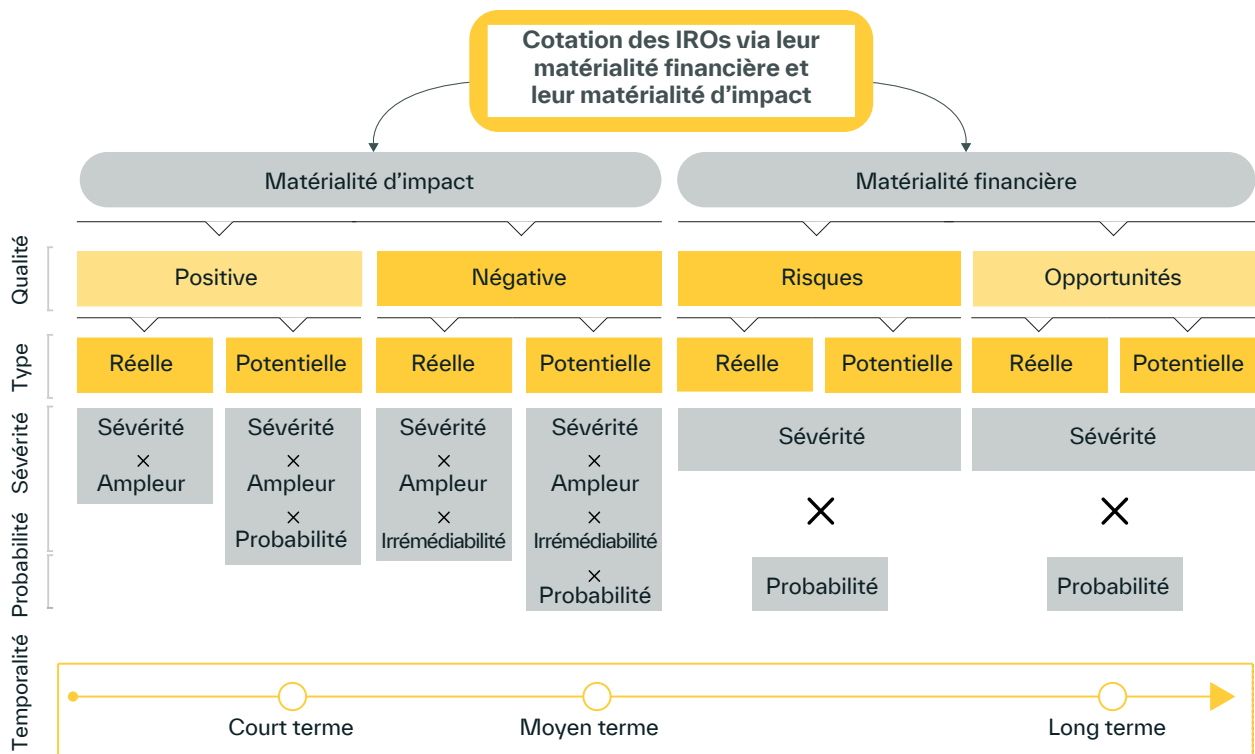 Cotation des IROs via leur
matérialité financière et
leur matérialité d'impact
Matérialité d'impact
Matérialité financière
Qualité
Positive
Négative
Risques
Opportunités
Type
Réelle
Potentielle
Réelle
Potentielle
Réelle
Potentielle
Réelle
Potentielle
Sévérité
Sévérité
×
Ampleur
Sévérité
×
Ampleur
×
Probabilité
Sévérité
×
Ampleur
×
Irrémédiabilité
Sévérité
×
Ampleur
×
Irrémédiabilité
×
Probabilité
Sévérité
×
Probabilité
Sévérité
×
Probabilité
Probabilité
Temporalité
Court terme
Moyen terme
Long terme